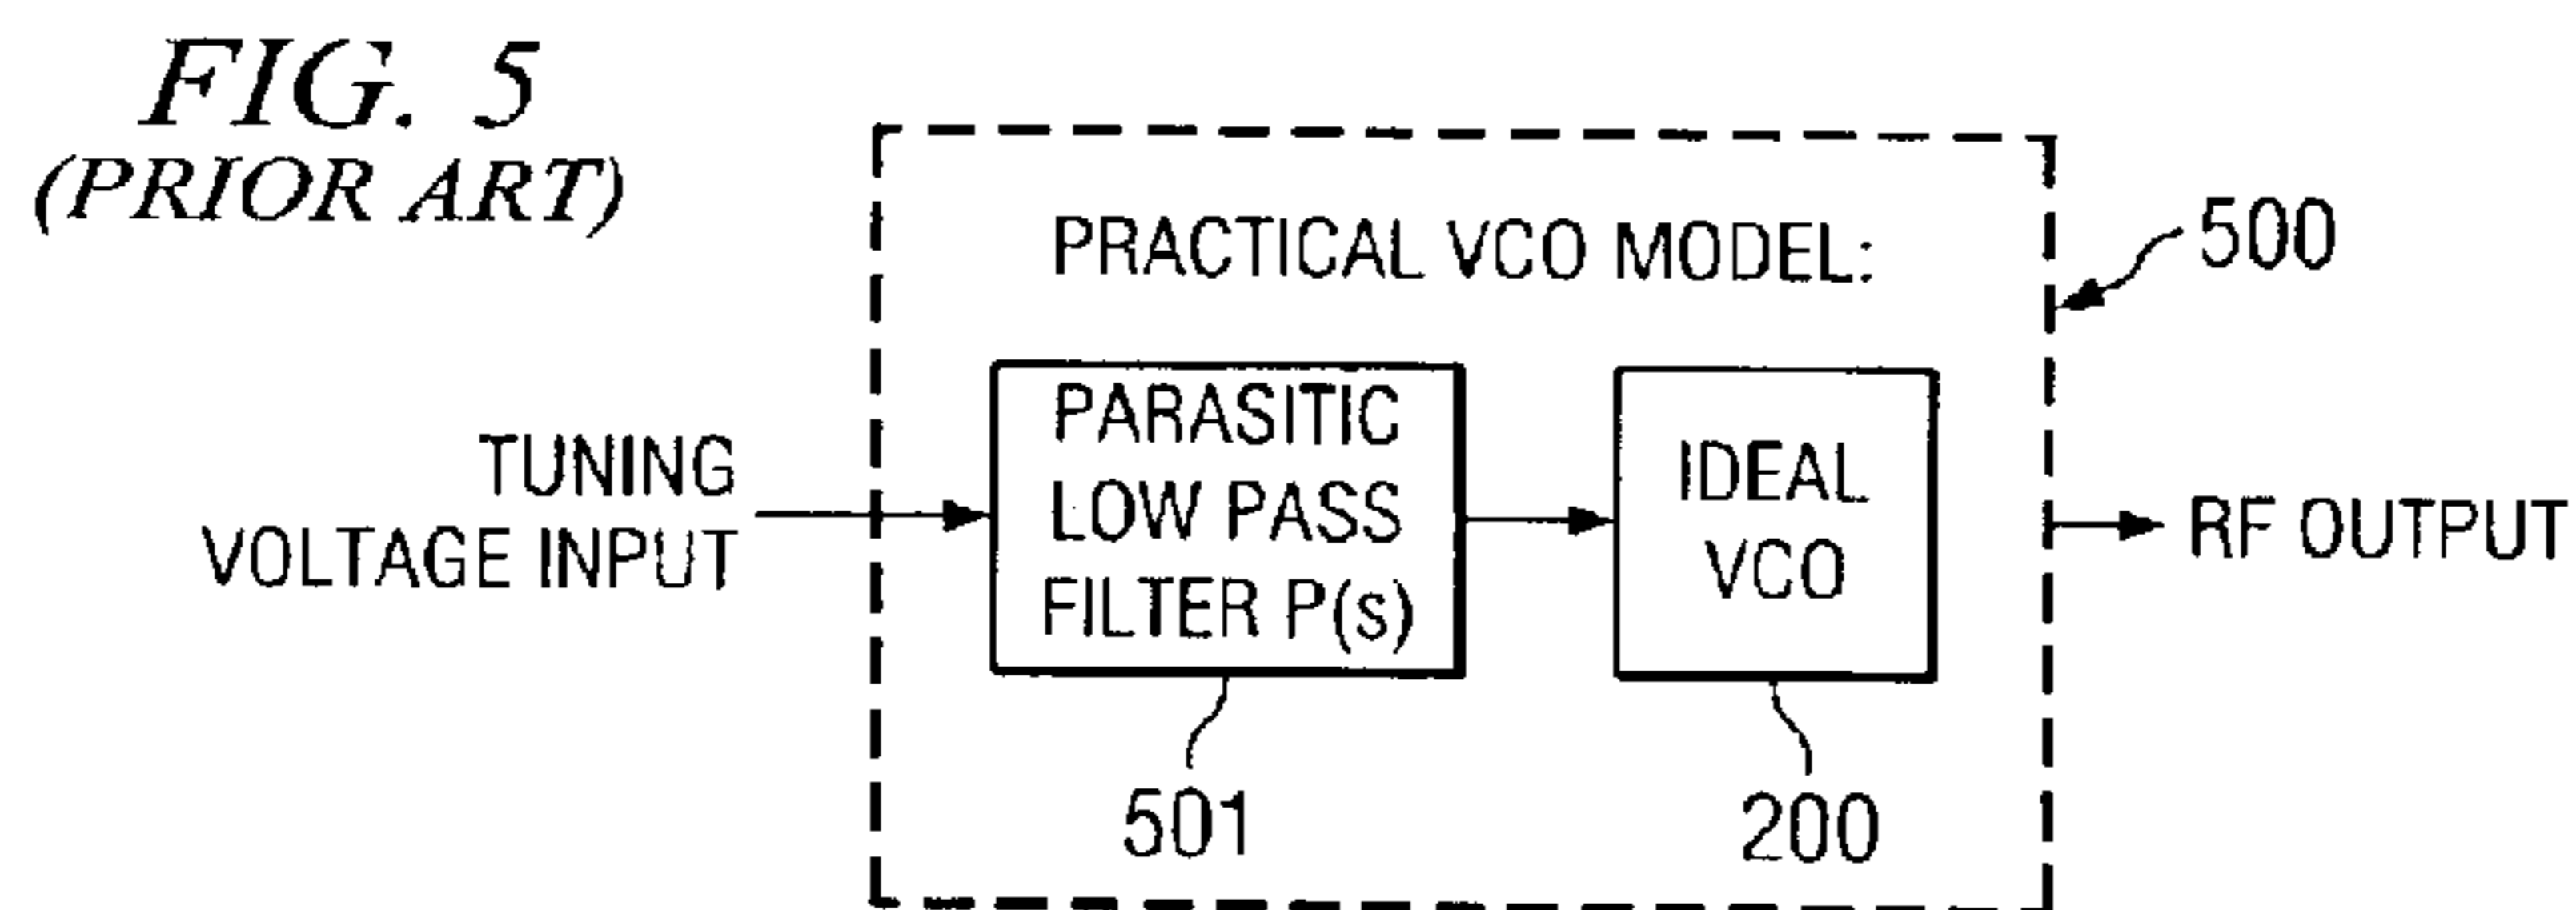 FIG. 5
(PRIOR ART)
PRACTICAL VCO MODEL:
500
TUNING
VOLTAGE INPUT
PARASITIC
LOW PASS
FILTER P(s)
IDEAL
VCO
RF OUTPUT
501
200